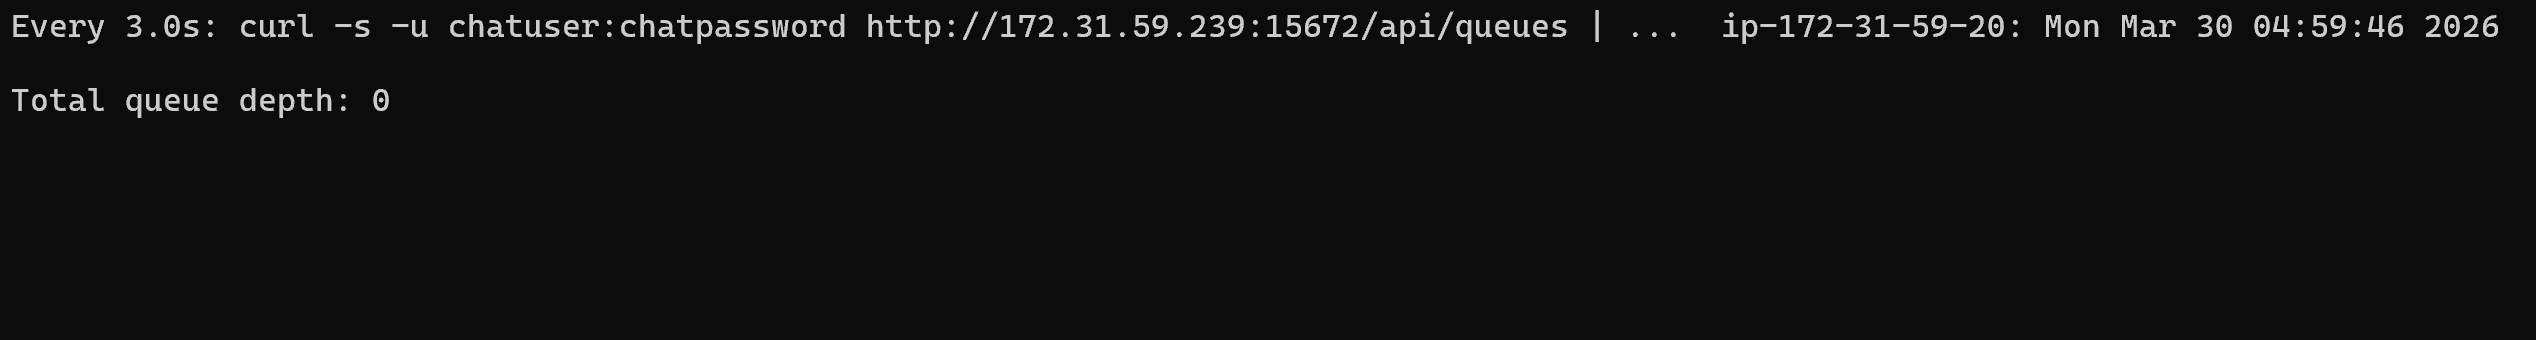 Every 3.0s: curl -s -u chatuser:chatpassword http://172.31.59.239:15672/api/queues | ...  ip-172-31-59-20: Mon Mar 30 04:59:46 2026
Total queue depth: 0